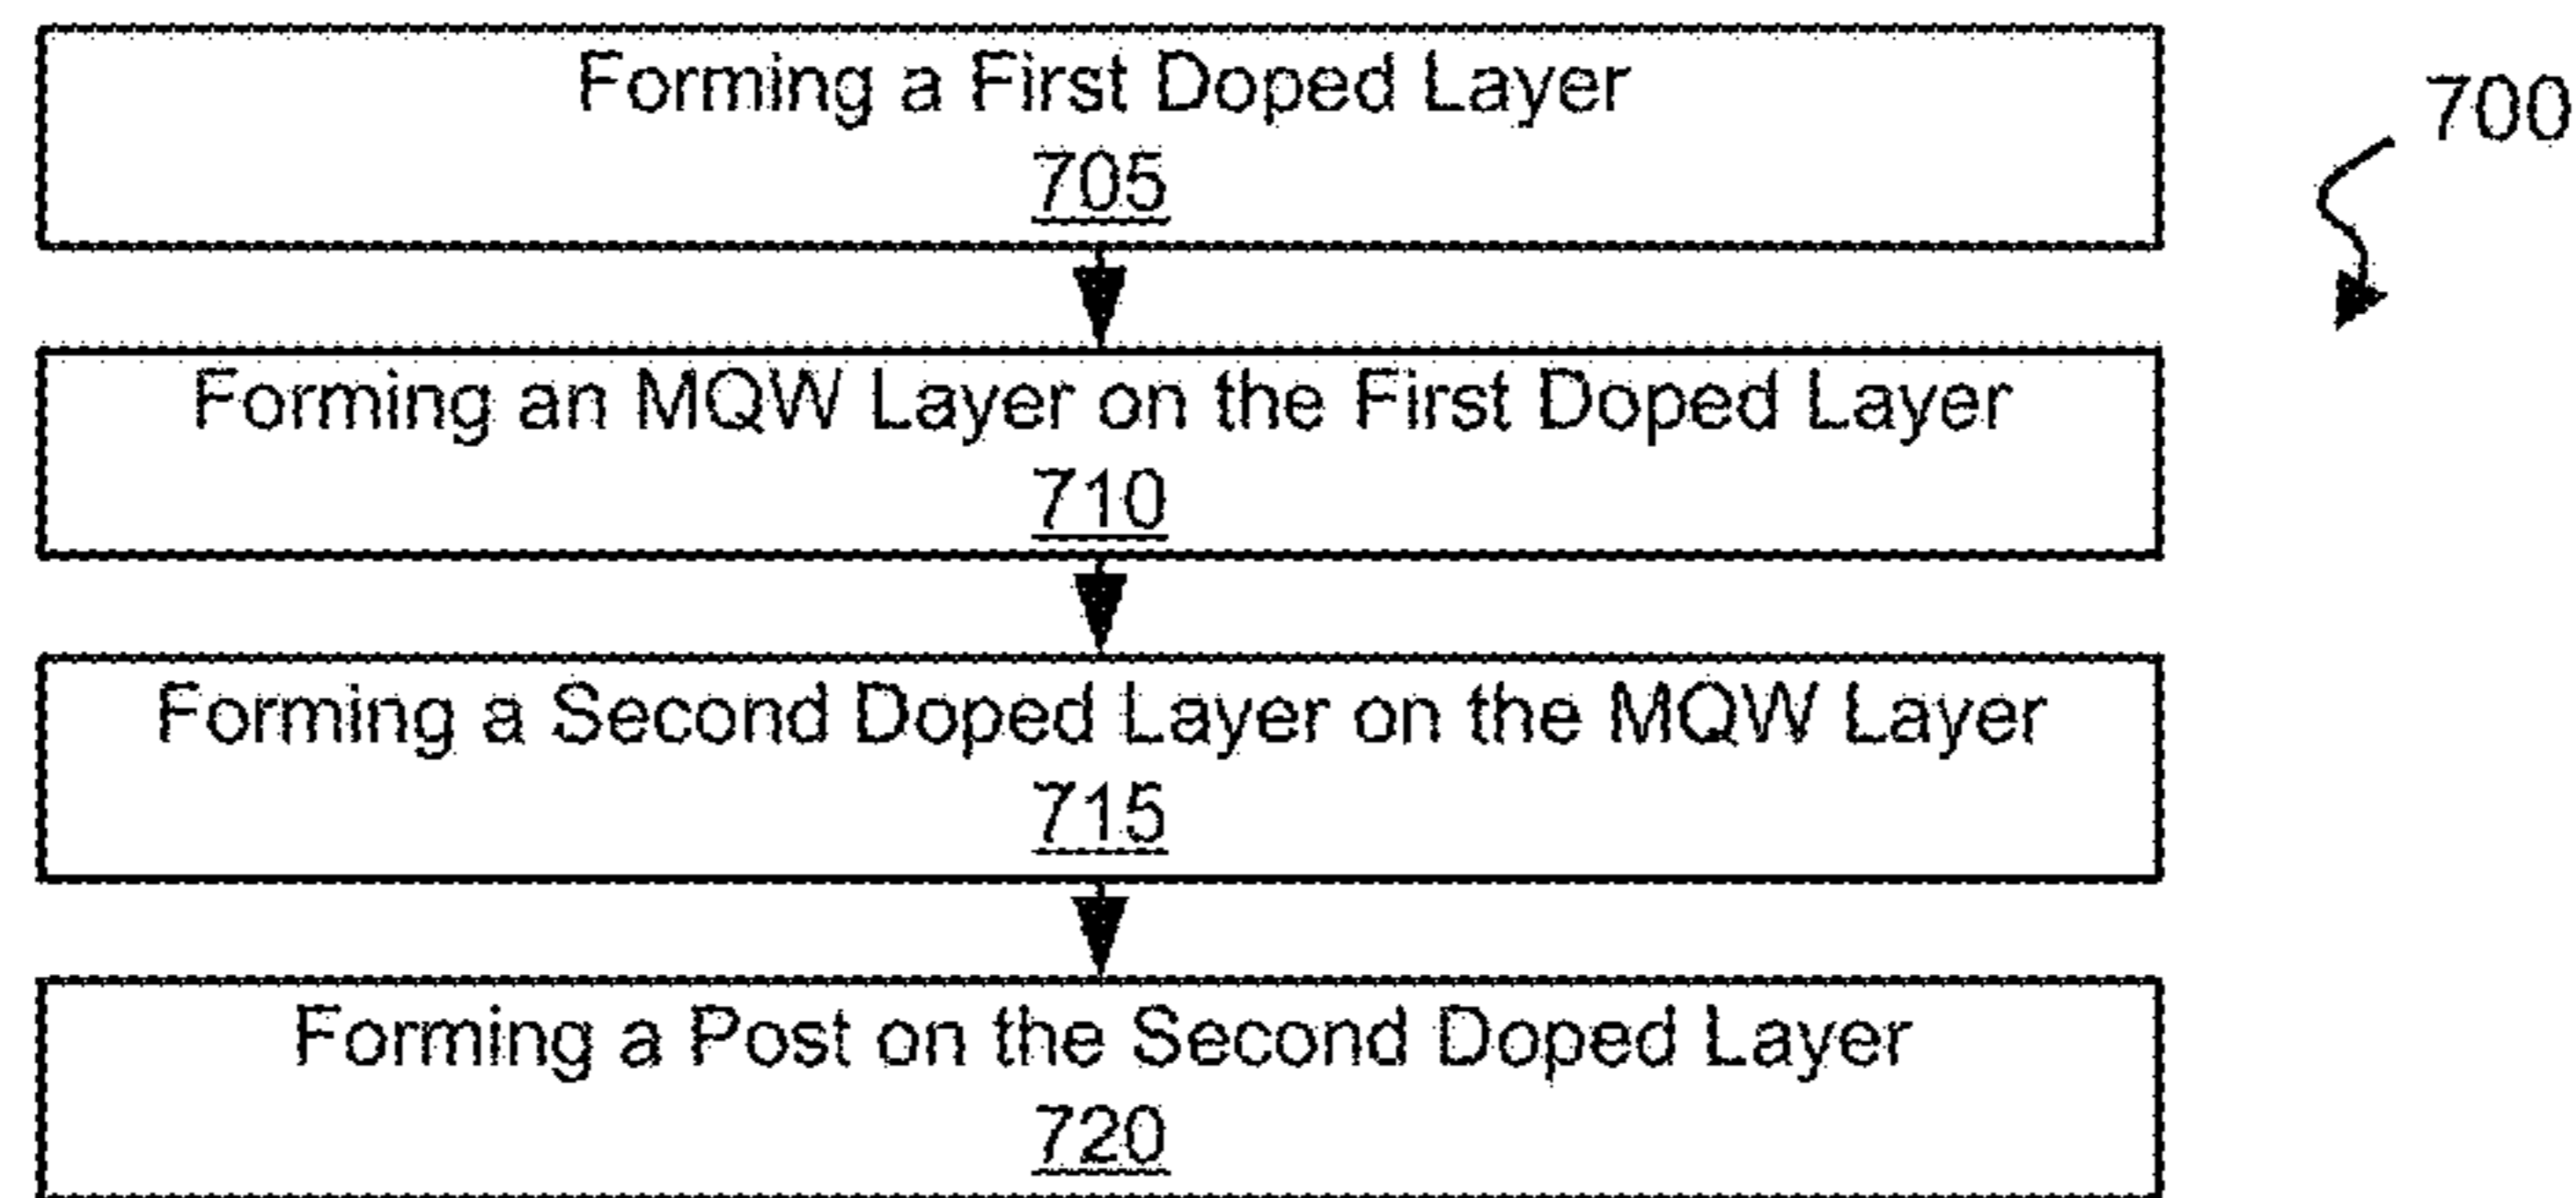 Forming a First Doped Layer
705
700
Forming an MQW Layer on the First Doped Layer
710
Forming a Second Doped Layer on the MQW Layer
715
Forming a Post on the Second Doped Layer
720